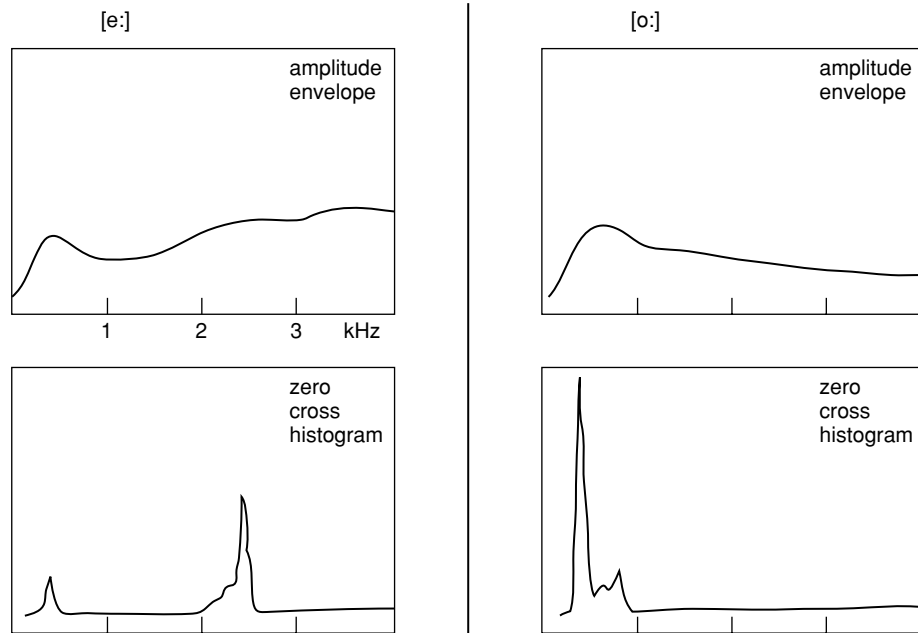 [e:]
amplitude
envelope
1 2 3 kHz
zero
cross
histogram
[o:]
amplitude
envelope
zero
cross
histogram